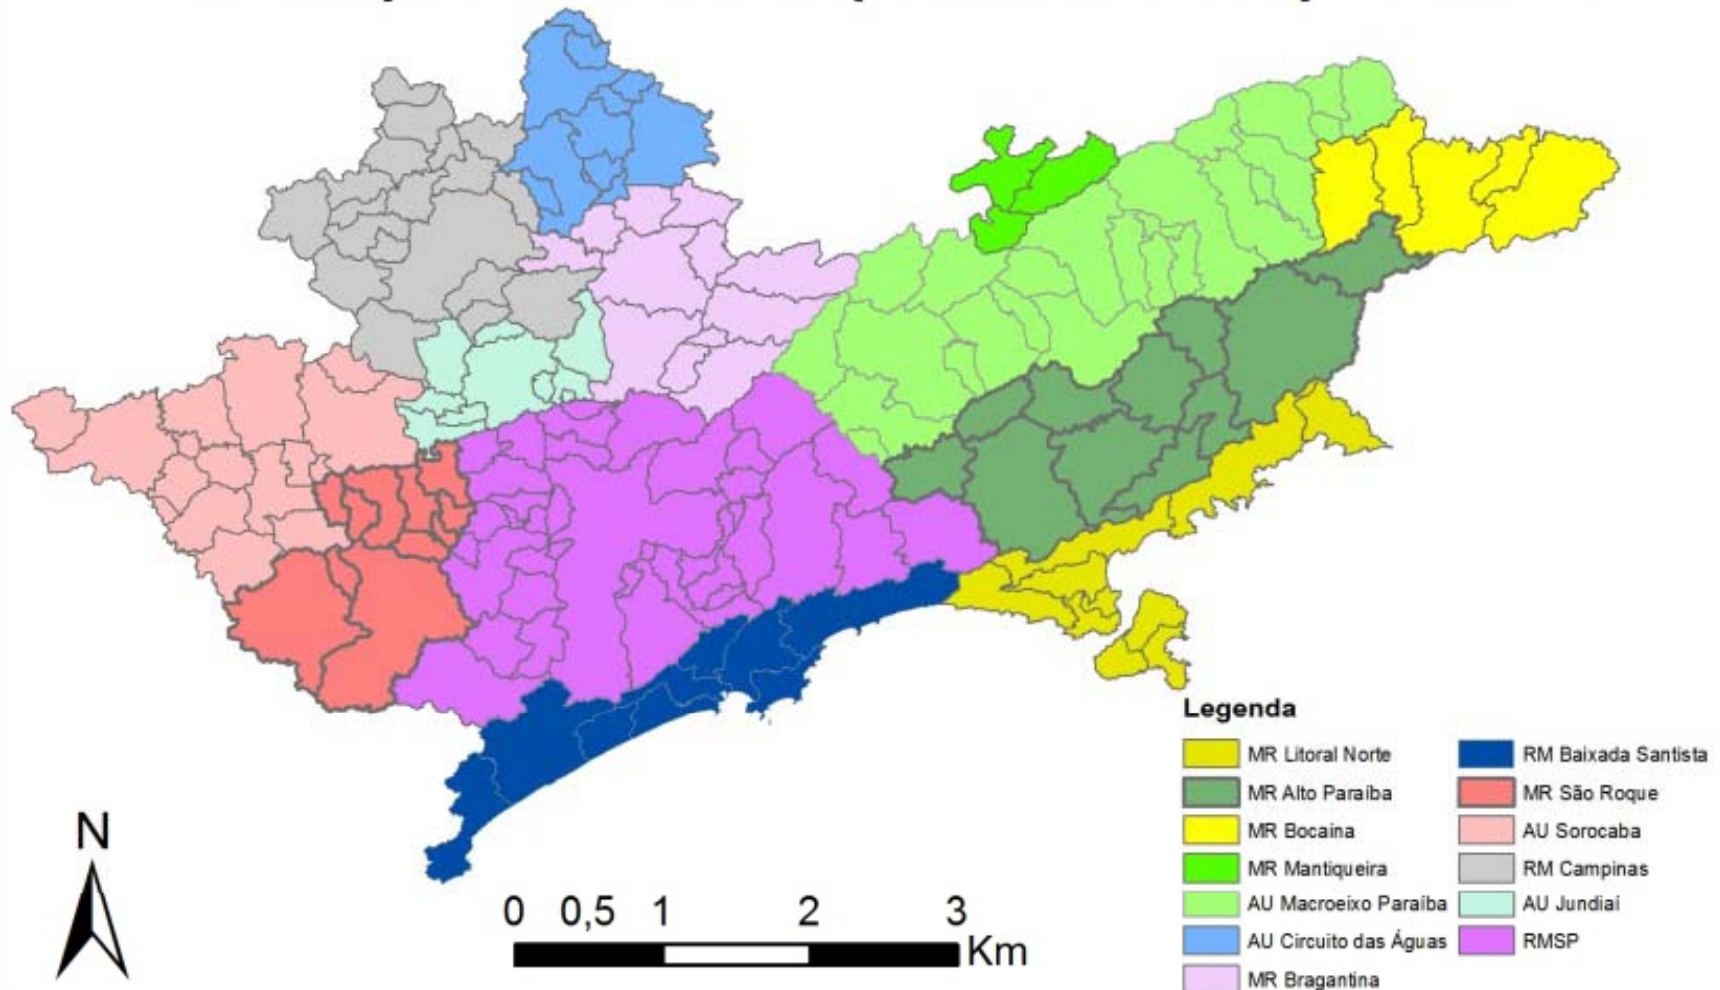 N
0 0,5 1 2 3
Km
Legenda
MR Litoral Norte
MR Alto Paraíba
MR Bocaina
MR Mantiqueira
AU Macroeixo Paraíba
AU Circuito das Águas
MR Bragantina
RM Baixada Santista
MR São Roque
AU Sorocaba
RM Campinas
AU Jundiaí
RMSP